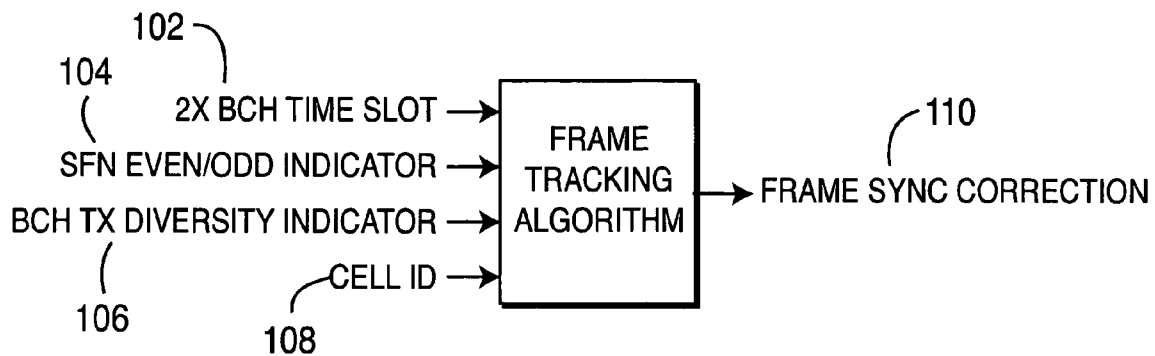 102
104
2X BCH TIME SLOT
SFN EVEN/ODD INDICATOR
BCH TX DIVERSITY INDICATOR
CELL ID
106
108
FRAME
TRACKING
ALGORITHM
110
FRAME SYNC CORRECTION